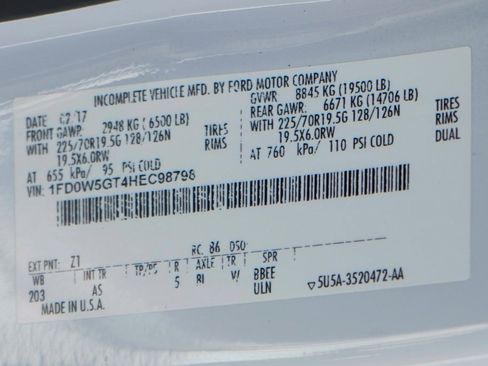 INCOMPLETE VEHICLE MFD. BY FORD MOTOR COMPANY
DATE 02/17 GVWR 8845 KG (19500 LB)
FRONT GAWR 2948 KG (6500 LB) REAR GAWR: 6671 KG (14706 LB)
WITH 225/70R19.5G 128/126N TIRES 225/70R19.5G 128/126N TIRES
19.5X6.0RW RIMS 19.5X6.0RW RIMS
AT 655 kPa/ 95 PSI COLD AT 760 kPa/ 110 PSI COLD DUAL
VIN: 1FD0W5GT4HEC98798
EXT PNT: Z1 RC: 86 DSO:
WB INT TR TP/PS R AXLE TR SPR
203 5 RI V/ BBEE
ULN ▽5U5A-3520472-AA
MADE IN U.S.A.